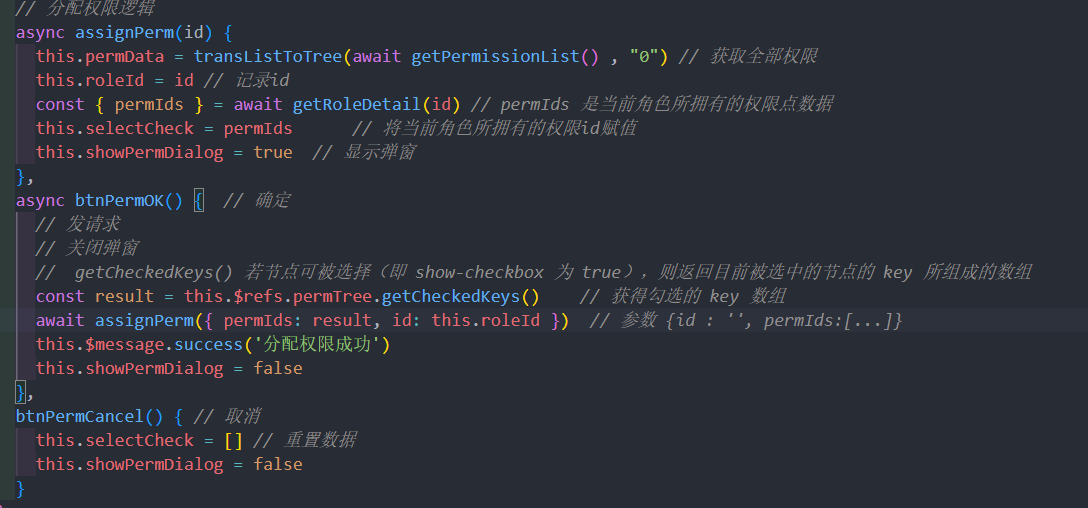 // 分配权限逻辑
async assignPerm(id) {
  this.permData = transListToTree(await getPermissionList() , "0") // 获取全部权限
  this.roleId = id // 记录id
  const { permIds } = await getRoleDetail(id) // permIds 是当前角色所拥有的权限点数据
  this.selectCheck = permIds      // 将当前角色所拥有的权限id赋值
  this.showPermDialog = true  // 显示弹窗
},
async btnPermOK() {  // 确定
  // 发请求
  // 关闭弹窗
  //  getCheckedKeys() 若节点可被选择（即 show-checkbox 为 true），则返回目前被选中的节点的 key 所组成的数组
  const result = this.$refs.permTree.getCheckedKeys()    // 获得勾选的 key 数组
  await assignPerm({ permIds: result, id: this.roleId })  // 参数 {id : '', permIds:[...]}
  this.$message.success('分配权限成功')
  this.showPermDialog = false
},
btnPermCancel() { // 取消
  this.selectCheck = [] // 重置数据
  this.showPermDialog = false
}